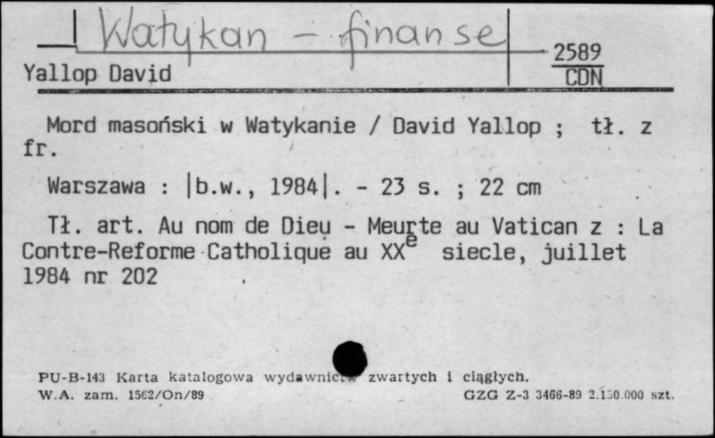 Watykan - finanse
2589
CDN
Yallop David
Mord masoński w Watykanie / David Yallop ; tł. z
fr.
Warszawa : |b.w., 1984|. - 23 s. ; 22 cm
Tł. art. Au nom de Dieu - Meurte au Vatican z : La
Contre-Reforme Catholique au XXe siecle, juillet
1984 nr 202
PU-B-143 Karta katalogowa wydawnictw zwartych i ciągłych.
W.A. zam. 1562/On/89 GZG Z-3 3466-89 2.150.000 szt.